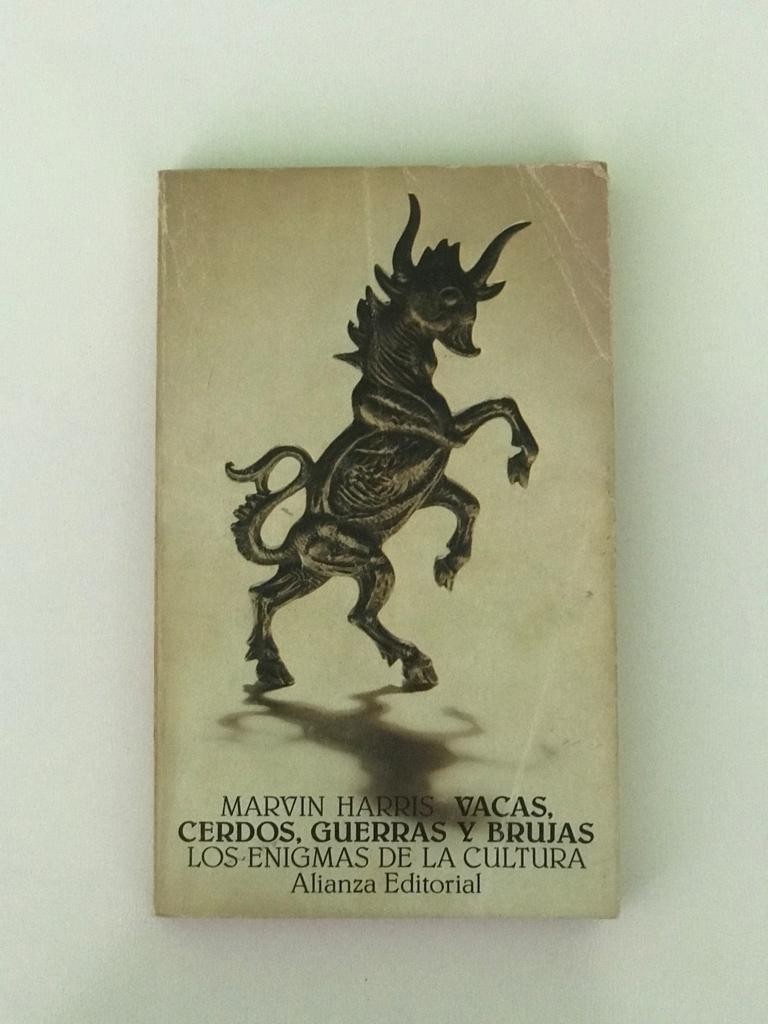 MARVIN HARRIS VACAS,
CERDOS, GUERRAS Y BRUJAS
LOS ENIGMAS DE LA CULTURA
Alianza Editorial